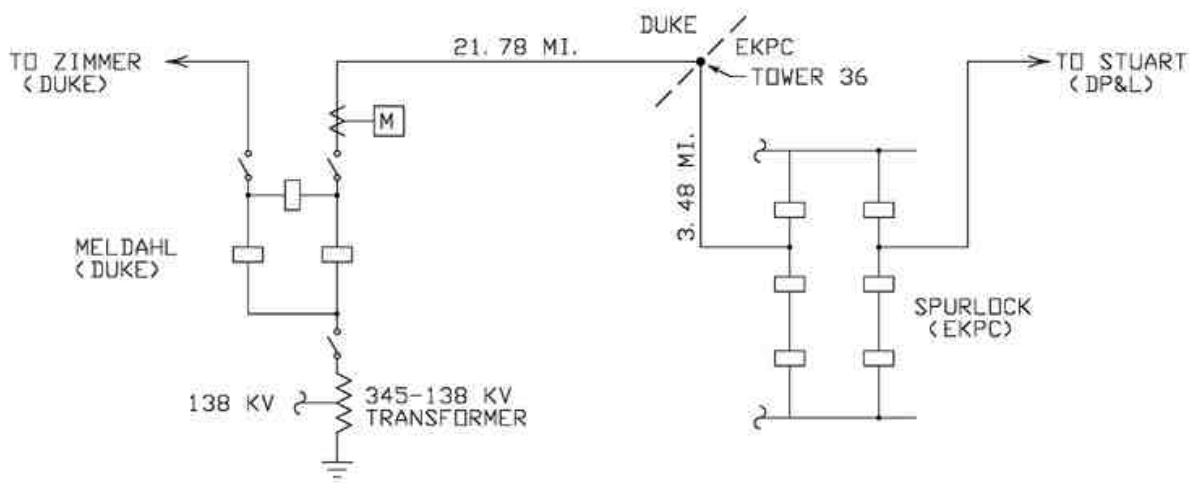 TO ZIMMER
(DUKE)
21.78 MI.
DUKE
EKPC
TOWER 36
TO STUART
(DP&L)
M
3.48 MI.
MELDAHL
(DUKE)
SPURLOCK
(EKPC)
138 KV
345-138 KV
TRANSFORMER